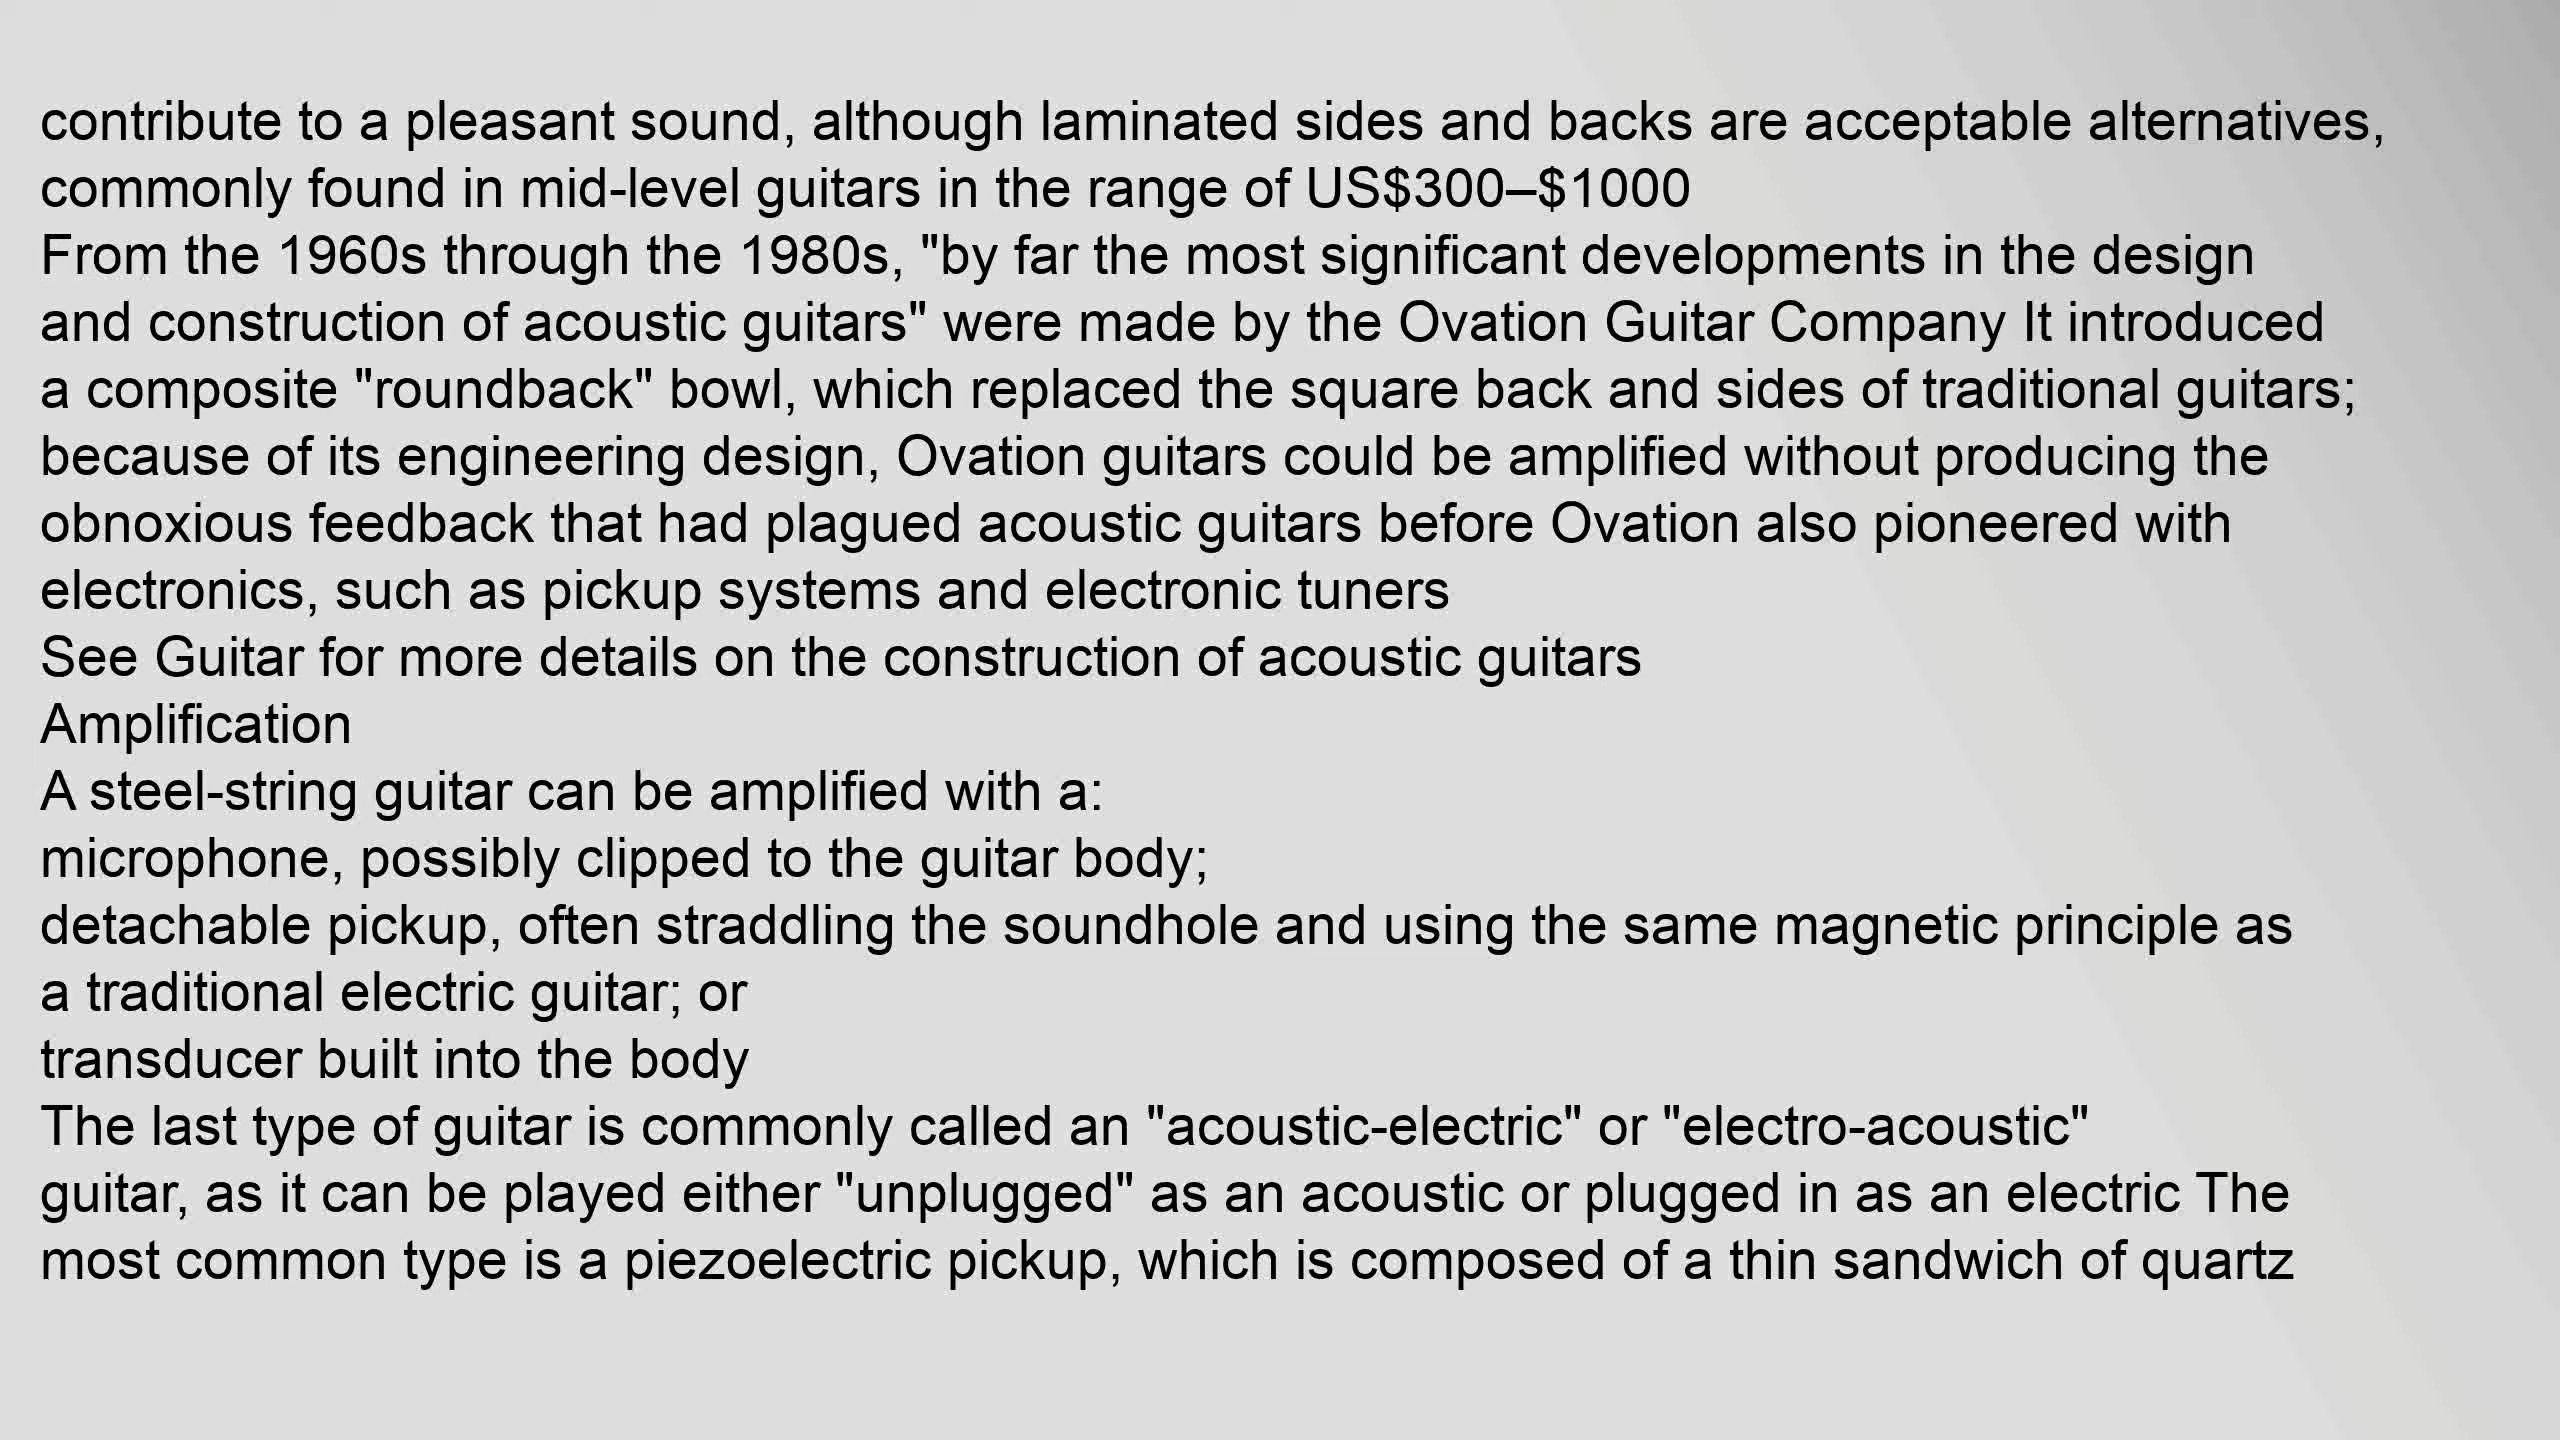 contribute to a pleasant sound, although laminated sides and backs are acceptable alternatives,
commonly found in mid-level guitars in the range of US$300–$1000
From the 1960s through the 1980s, "by far the most significant developments in the design
and construction of acoustic guitars" were made by the Ovation Guitar Company It introduced
a composite "roundback" bowl, which replaced the square back and sides of traditional guitars;
because of its engineering design, Ovation guitars could be amplified without producing the
obnoxious feedback that had plagued acoustic guitars before Ovation also pioneered with
electronics, such as pickup systems and electronic tuners
See Guitar for more details on the construction of acoustic guitars
Amplification
A steel-string guitar can be amplified with a:
microphone, possibly clipped to the guitar body;
detachable pickup, often straddling the soundhole and using the same magnetic principle as
a traditional electric guitar; or
transducer built into the body
The last type of guitar is commonly called an "acoustic-electric" or "electro-acoustic"
guitar, as it can be played either "unplugged" as an acoustic or plugged in as an electric The
most common type is a piezoelectric pickup, which is composed of a thin sandwich of quartz